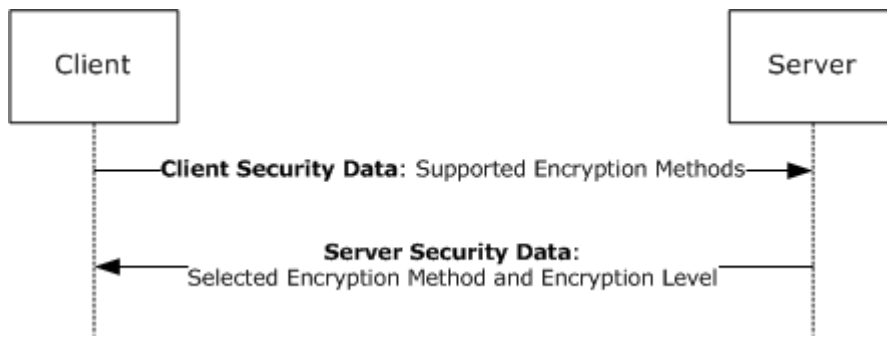 Client
Server
Client Security Data: Supported Encryption Methods
Server Security Data:
Selected Encryption Method and Encryption Level